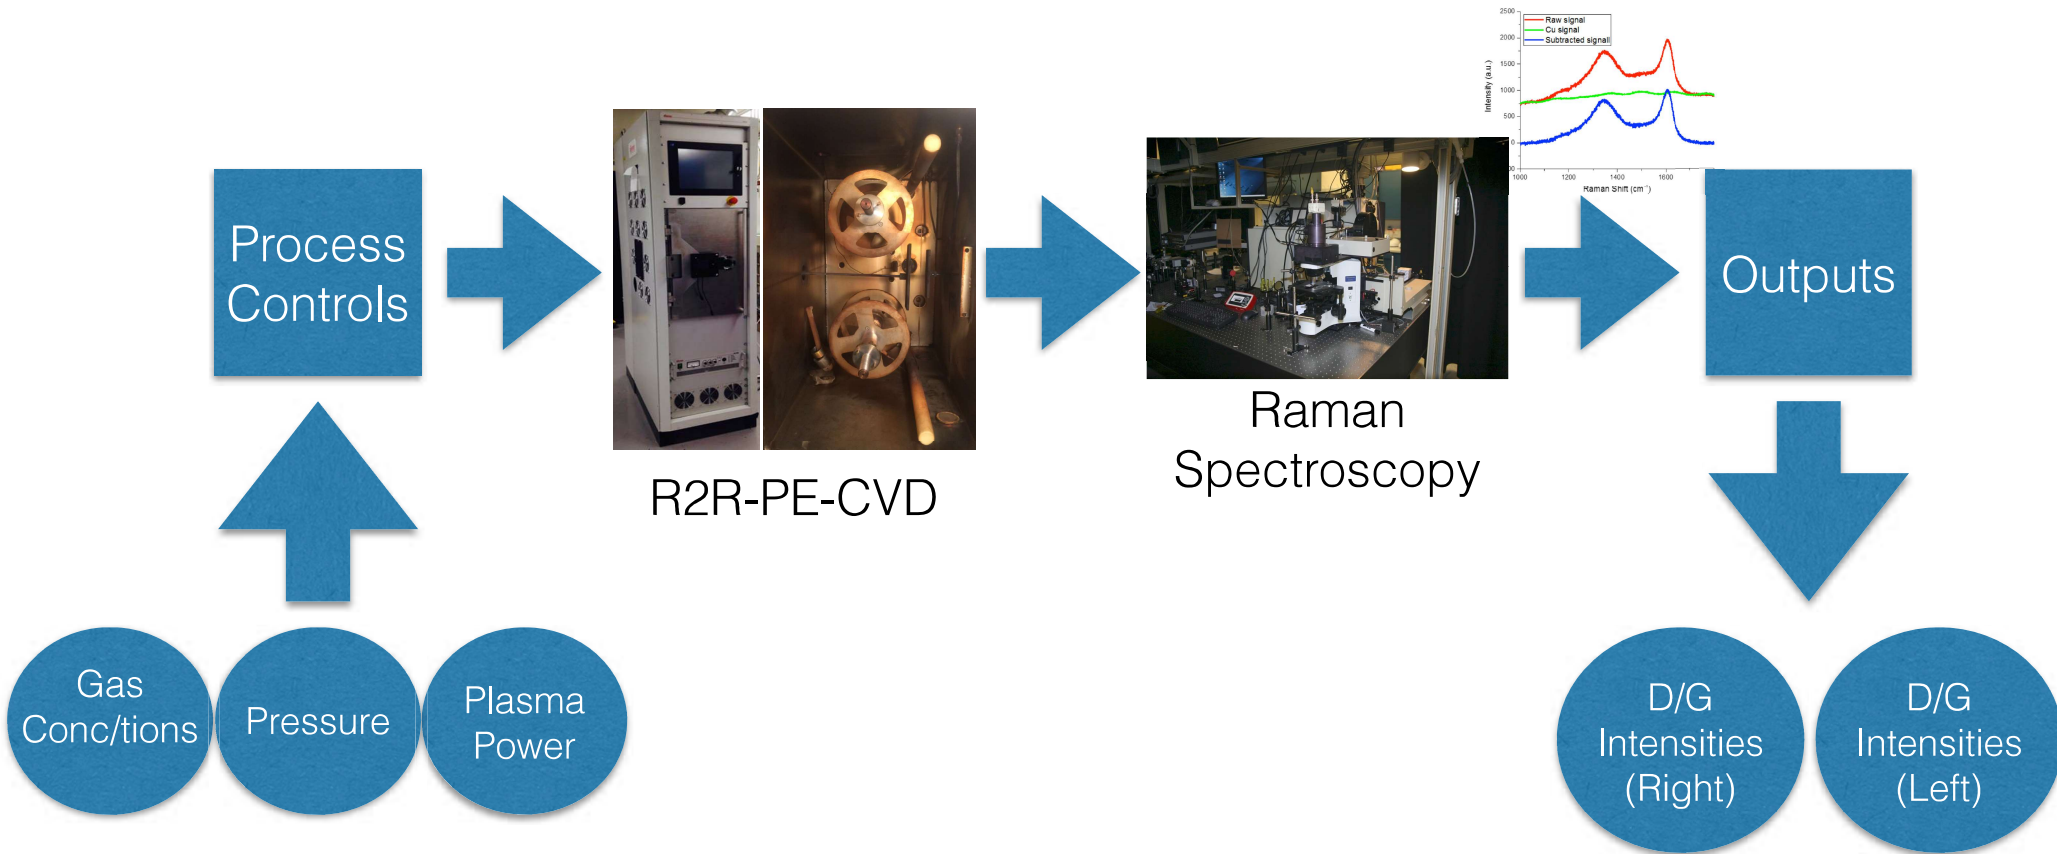 2500
2000
1500
1000
500
0
Intensity (a.u.)
Raw signal
Cu signal
Subtracted signall
1000
1200
1400
1600
Raman Shift (cm⁻¹)
Process
Controls
R2R-PE-CVD
Raman
Spectroscopy
Outputs
Gas
Conc/tions
Pressure
Plasma
Power
D/G
Intensities
(Right)
D/G
Intensities
(Left)